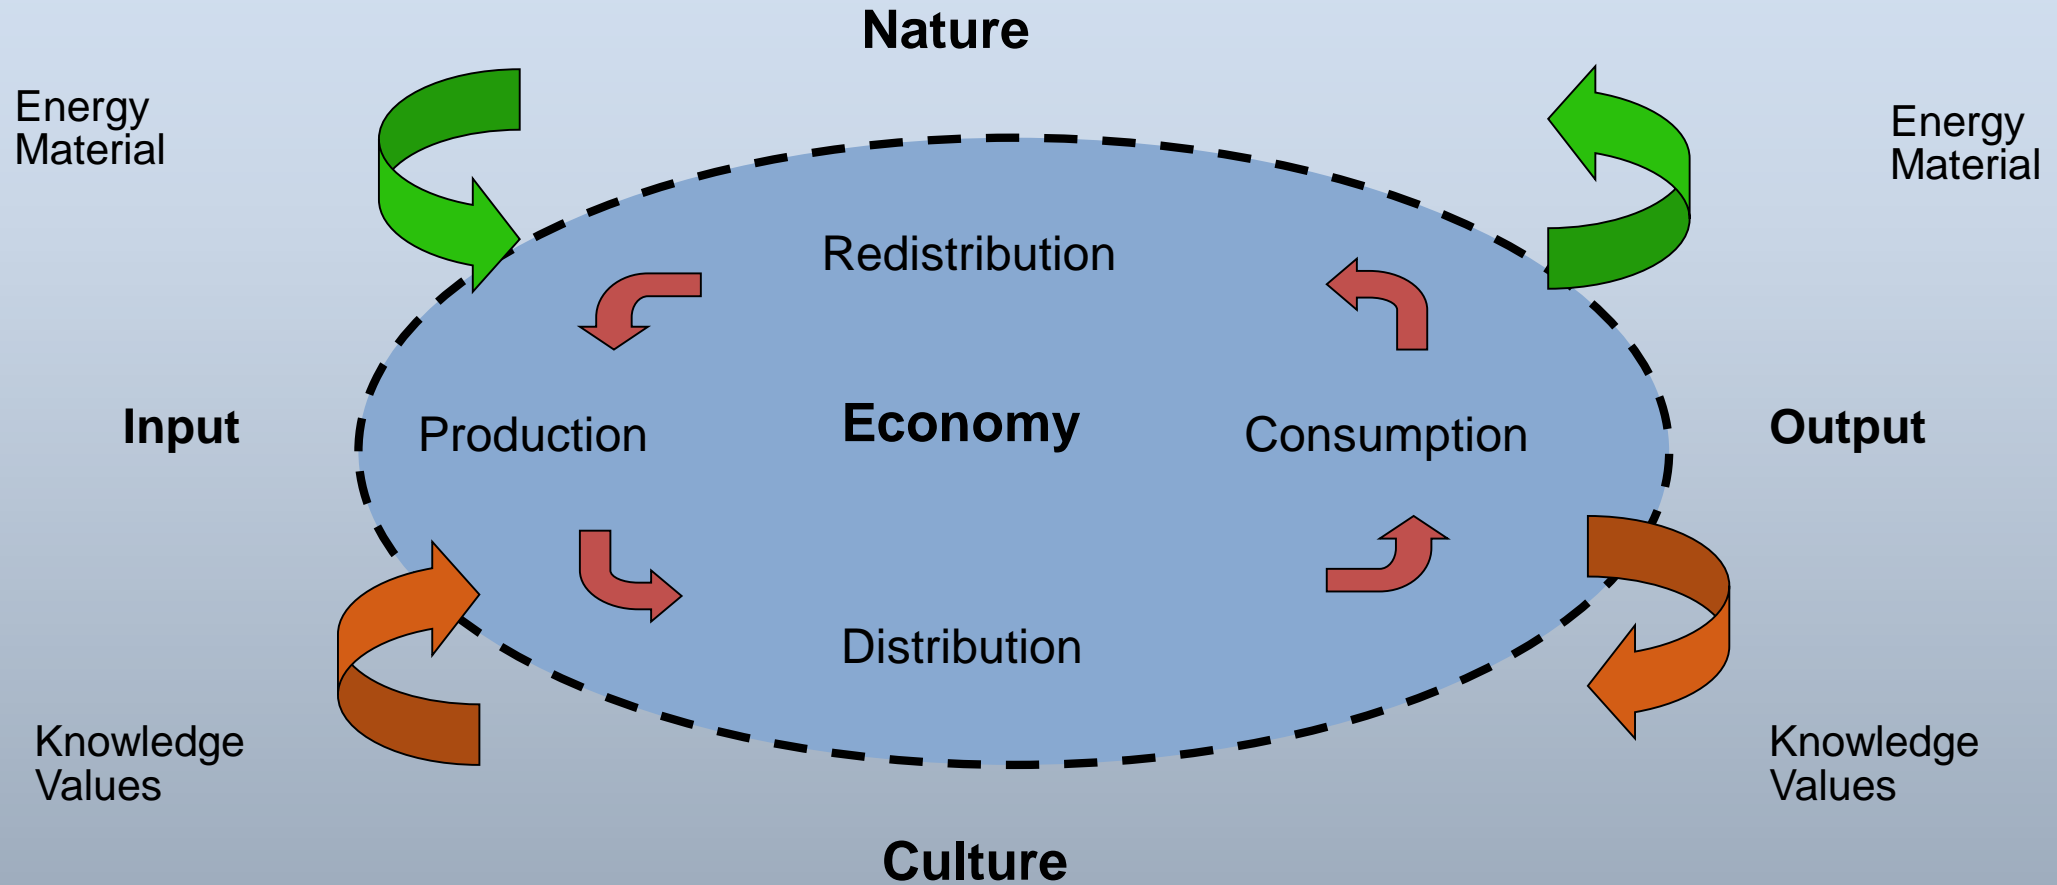 Nature
Energy
Material
Energy
Material
Redistribution
Input
Production
Economy
Consumption
Output
Distribution
Knowledge
Values
Knowledge
Values
Culture